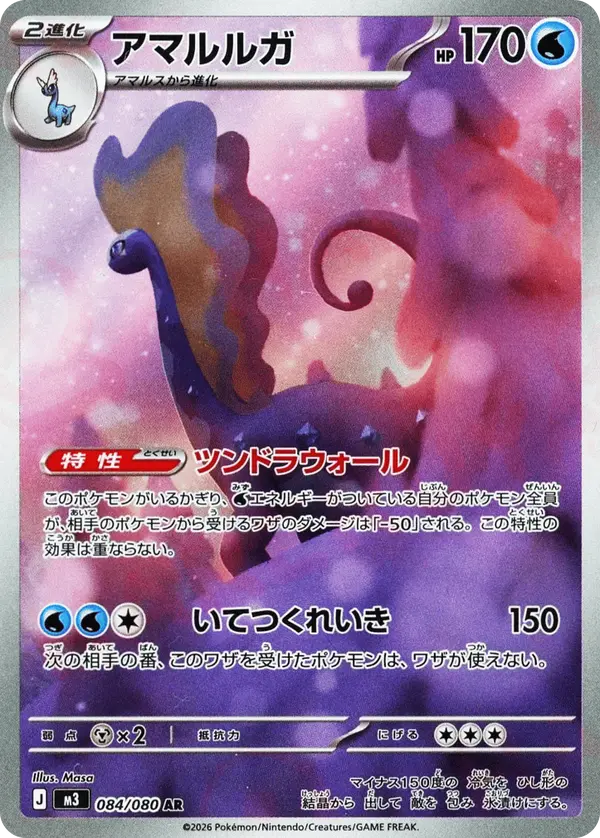 2進化
アマルルガ
HP 170
アマルスから進化
特性 とくせい ツンドラウォール
このポケモンがいるかぎり、水エネルギーがついている自分のポケモン全員
が、相手のポケモンから受けるワザのダメージは「-50」される。この特性の
効果は重ならない。
いてつくれいき 150
次の相手の番、このワザを受けたポケモンは、ワザが使えない。
弱点 ×2 抵抗力 にげる
Illus. Masa
J m3 084/080 AR
マイナス150度の 冷気を ひし形の
結晶から 出して 敵を 包み 氷漬けにする。
©2026 Pokémon/Nintendo/Creatures/GAME FREAK.